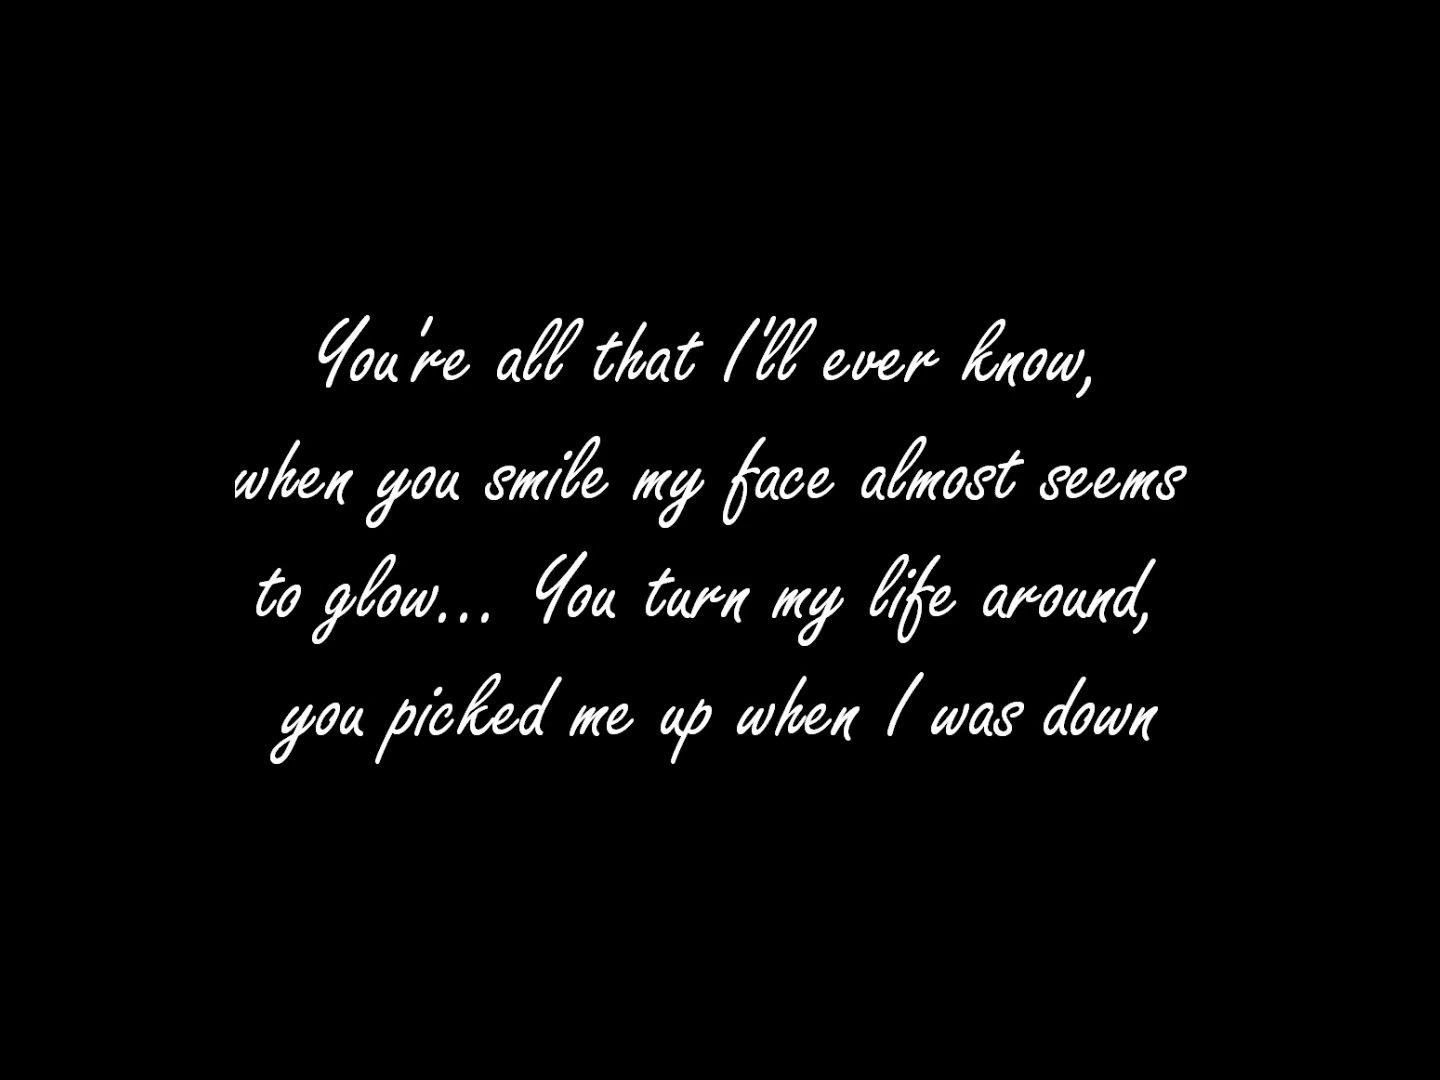 You're all that I'll ever know,
when you smile my face almost seems
to glow... You turn my life around,
you picked me up when I was down